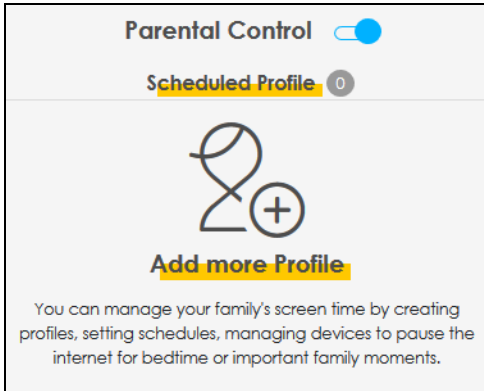 Parental Control
Scheduled Profile 0
Add more Profile
You can manage your family's screen time by creating
profiles, setting schedules, managing devices to pause the
internet for bedtime or important family moments.